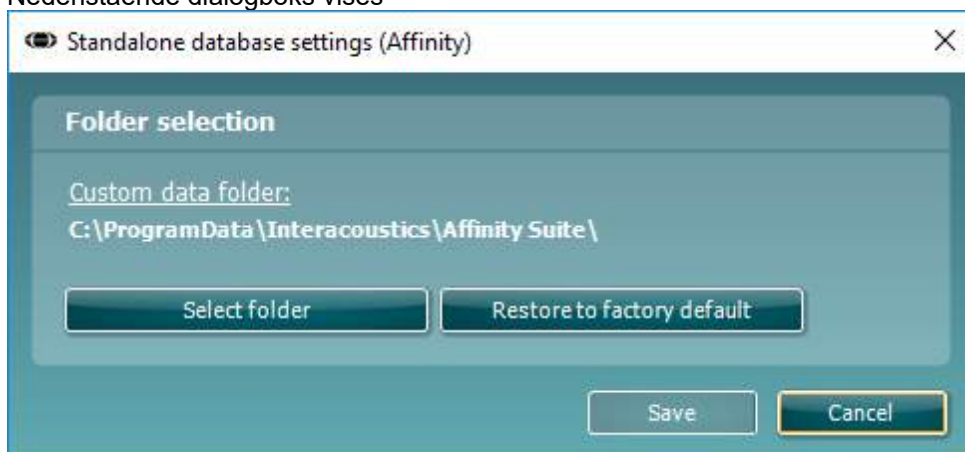 Nedenstående dialogboks vises
Standalone database settings (Affinity)
Folder selection
Custom data folder:
C:\ProgramData\Interacoustics\Affinity Suite\
Select folder
Restore to factory default
Save
Cancel